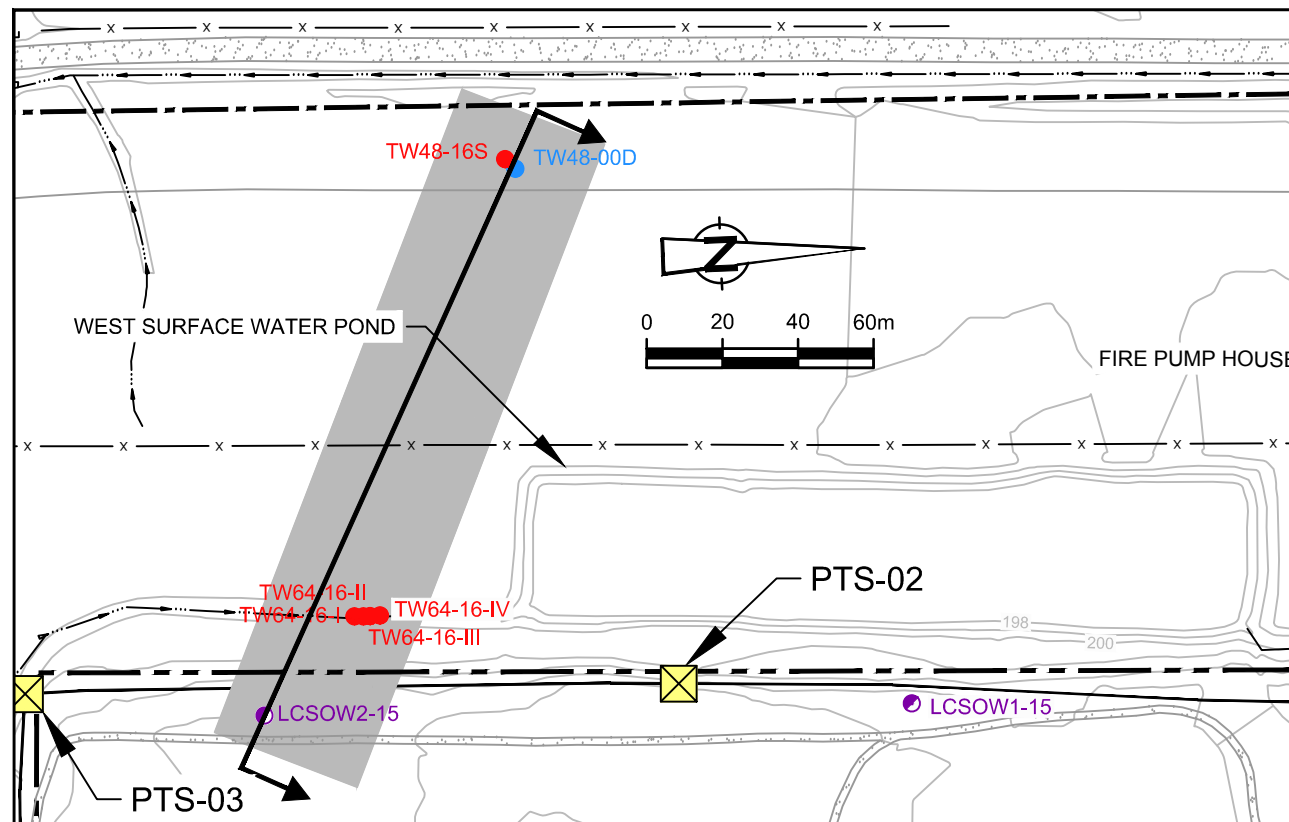 x x x x x x x x x
TW48-16S
TW48-00D
N
0 20 40 60m
WEST SURFACE WATER POND
FIRE PUMP HOUSE
x x x x x x x x x x x x x x
TW64-16-II
TW64-16-I
TW64-16-IV
TW64-16-III
PTS-02
198
200
LCSOW2-15
LCSOW1-15
PTS-03